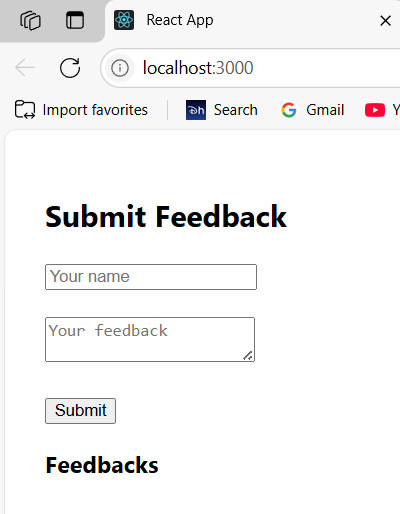 React App
localhost:3000
Import favorites Search Gmail Y
Submit Feedback
Your name
Your feedback
Submit
Feedbacks